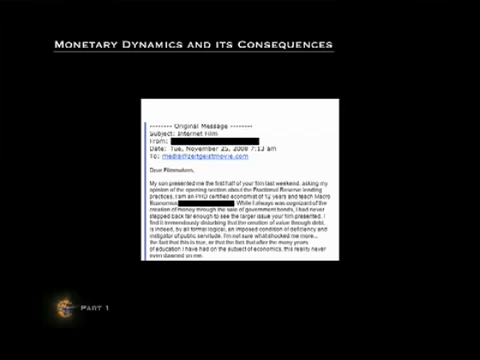 MONETARY DYNAMICS AND ITS CONSEQUENCES
-------- Original Message --------
Subject: Internet Film
From:
Date: Tue, November 25, 2008 7:13 am
To: media@zeitgeistmovie.com
Dear Filmmakers,
My son presented me the first half of your film last weekend, asking my
opinion of the opening section about the Fractional Reserve lending
practices. I am an PHD certified economist of 12 years and teach Macro
Economics While I always was cognizant of the
creation of money through the sale of government bonds, I had never
stepped back far enough to see the larger issue your film presented. I
find it tremendously disturbing that the creation of value through debt,
is indeed, by all formal logical, an imposed condition of deficiency and
instigator of public servitude. I'm not sure what shocked me more...
the fact that this is true, or that the fact that after the many years
of education I have had on the subject of economics, this reality never
even dawned on me.
PART 1